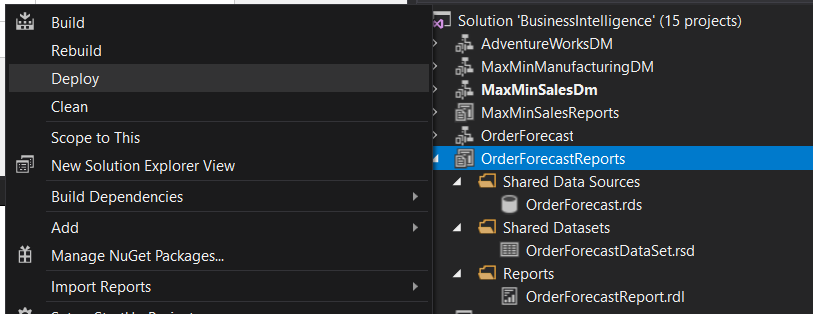 Build
Rebuild
Deploy
Clean
Scope to This
New Solution Explorer View
Build Dependencies
Add
Manage NuGet Packages...
Import Reports
Solution 'BusinessIntelligence' (15 projects)
AdventureWorksDM
MaxMinManufacturingDM
MaxMinSalesDm
MaxMinSalesReports
OrderForecast
OrderForecastReports
Shared Data Sources
OrderForecast.rds
Shared Datasets
OrderForecastDataSet.rsd
Reports
OrderForecastReport.rdl